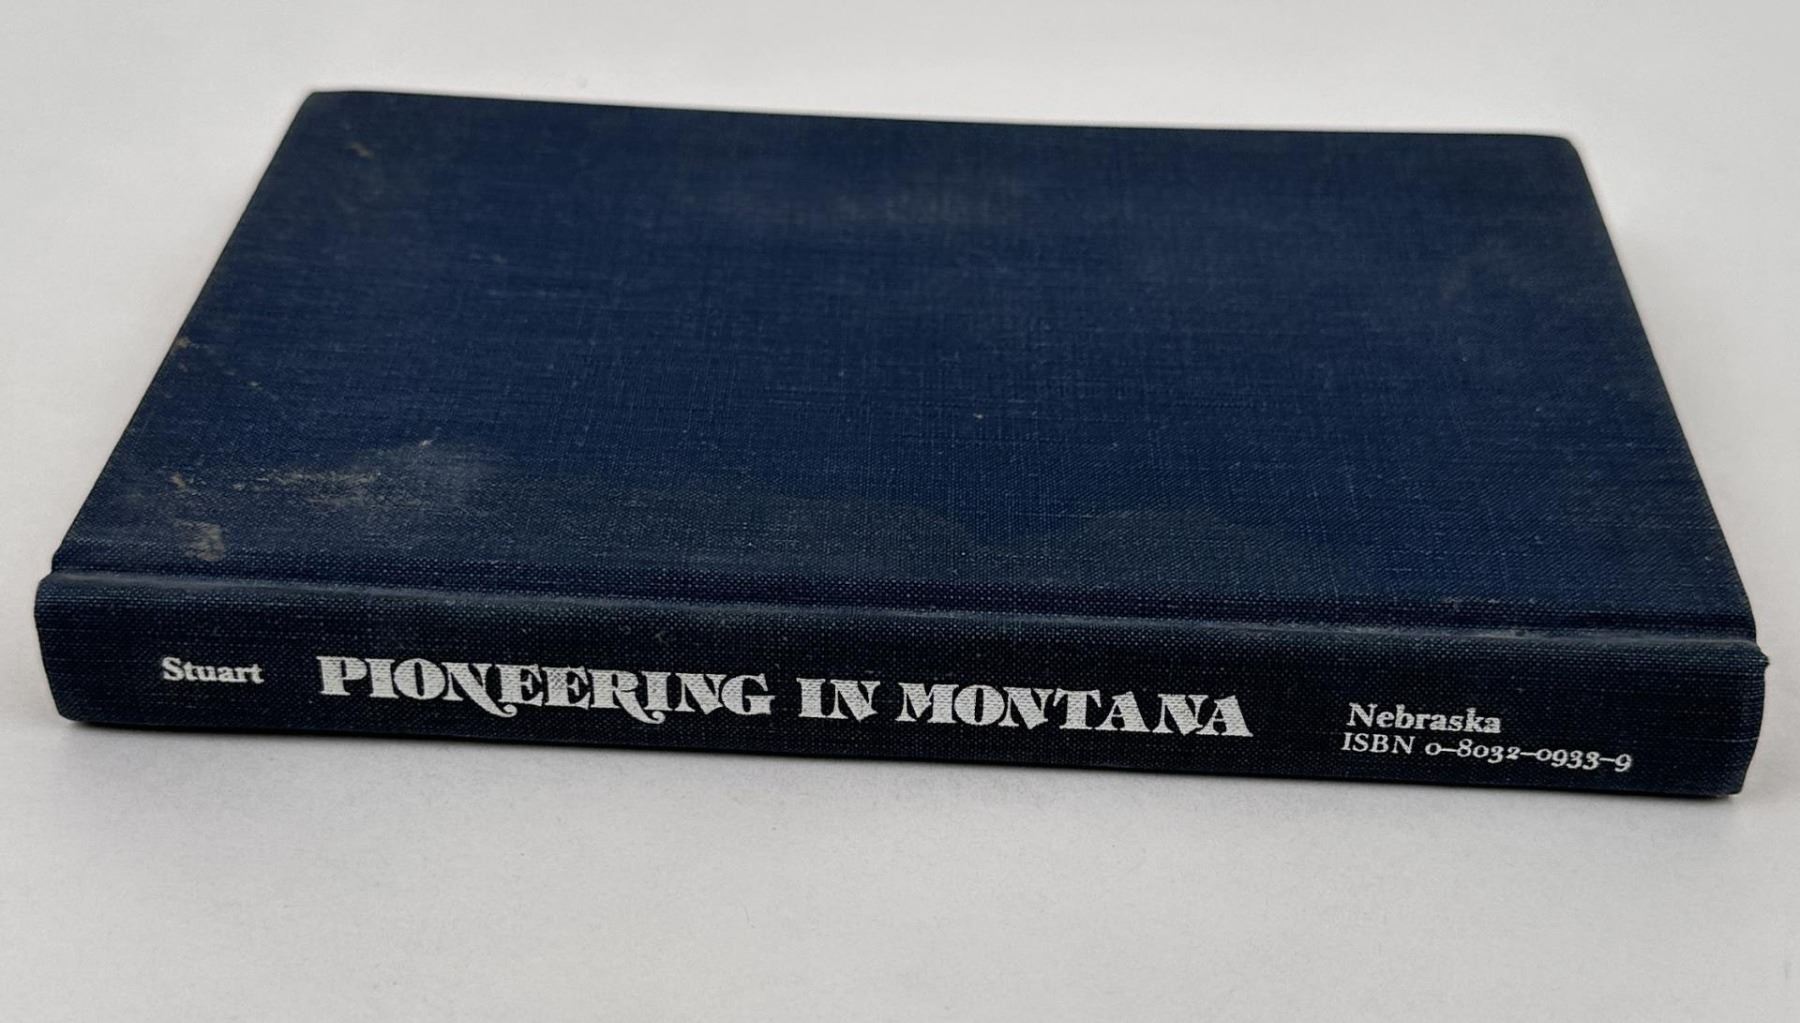 Stuart
PIONEERING IN MONTANA
Nebraska
ISBN 0–8032–0933–9